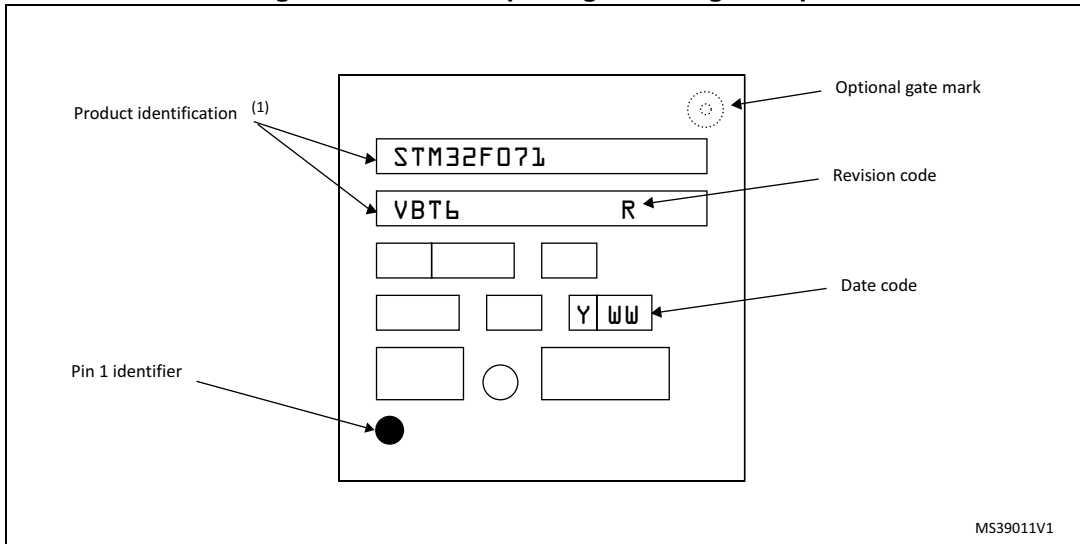 Optional gate mark
Product identification (1)
STM32F071
Revision code
VBT6 R
Date code
Y WW
Pin 1 identifier
MS39011V1